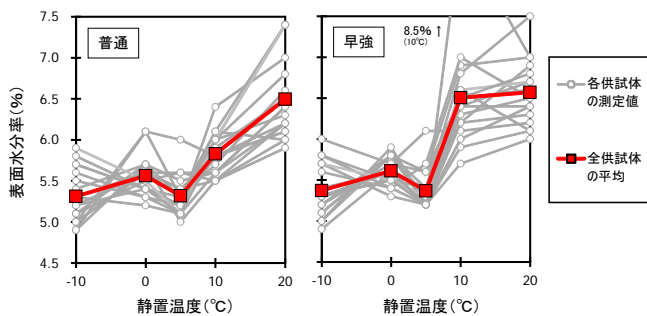 普通
早強
8.5% ↑
(10℃)
表面水分率(%)
7.5
7.0
6.5
6.0
5.5
5.0
4.5
-10
0
10
20
-10
0
10
20
静置温度(℃)
静置温度(℃)
各供試体
の測定値
全供試体
の平均